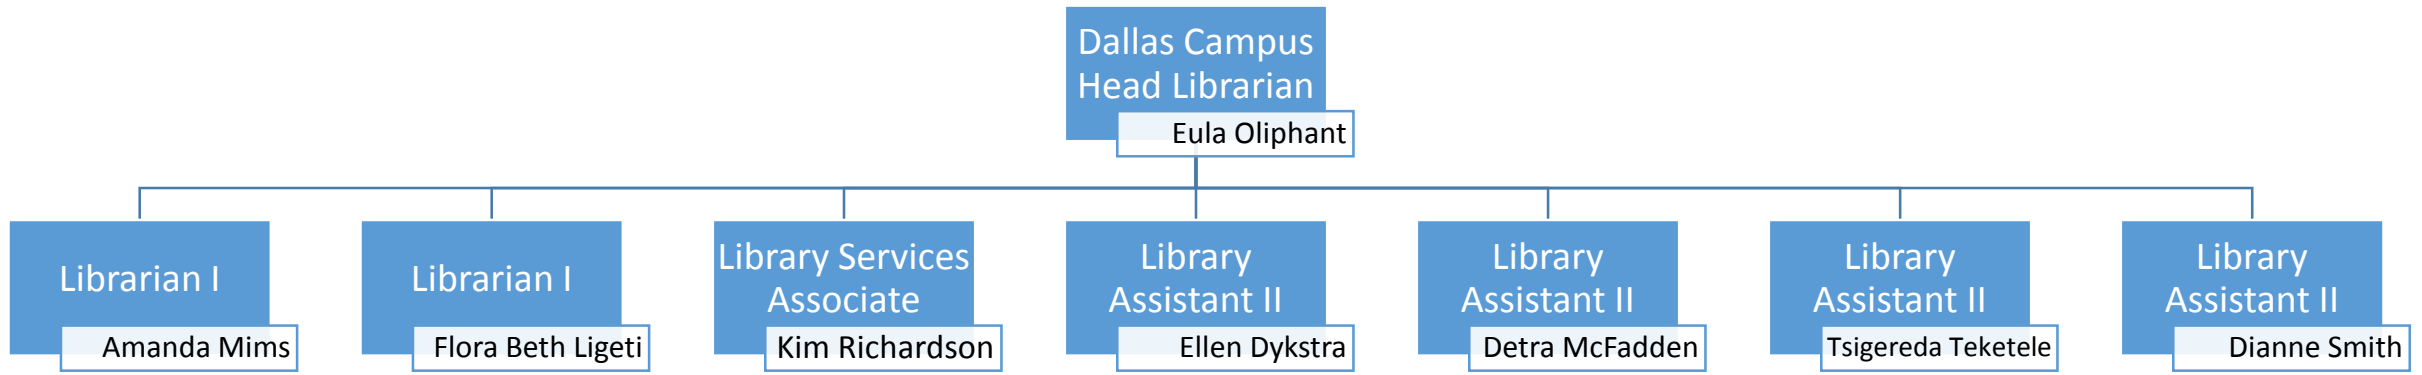 Dallas Campus
Head Librarian
Eula Oliphant
Librarian I
Amanda Mims
Librarian I
Flora Beth Ligeti
Library Services
Associate
Kim Richardson
Library
Assistant II
Ellen Dykstra
Library
Assistant II
Detra McFadden
Library
Assistant II
Tsigereda Teketele
Library
Assistant II
Dianne Smith